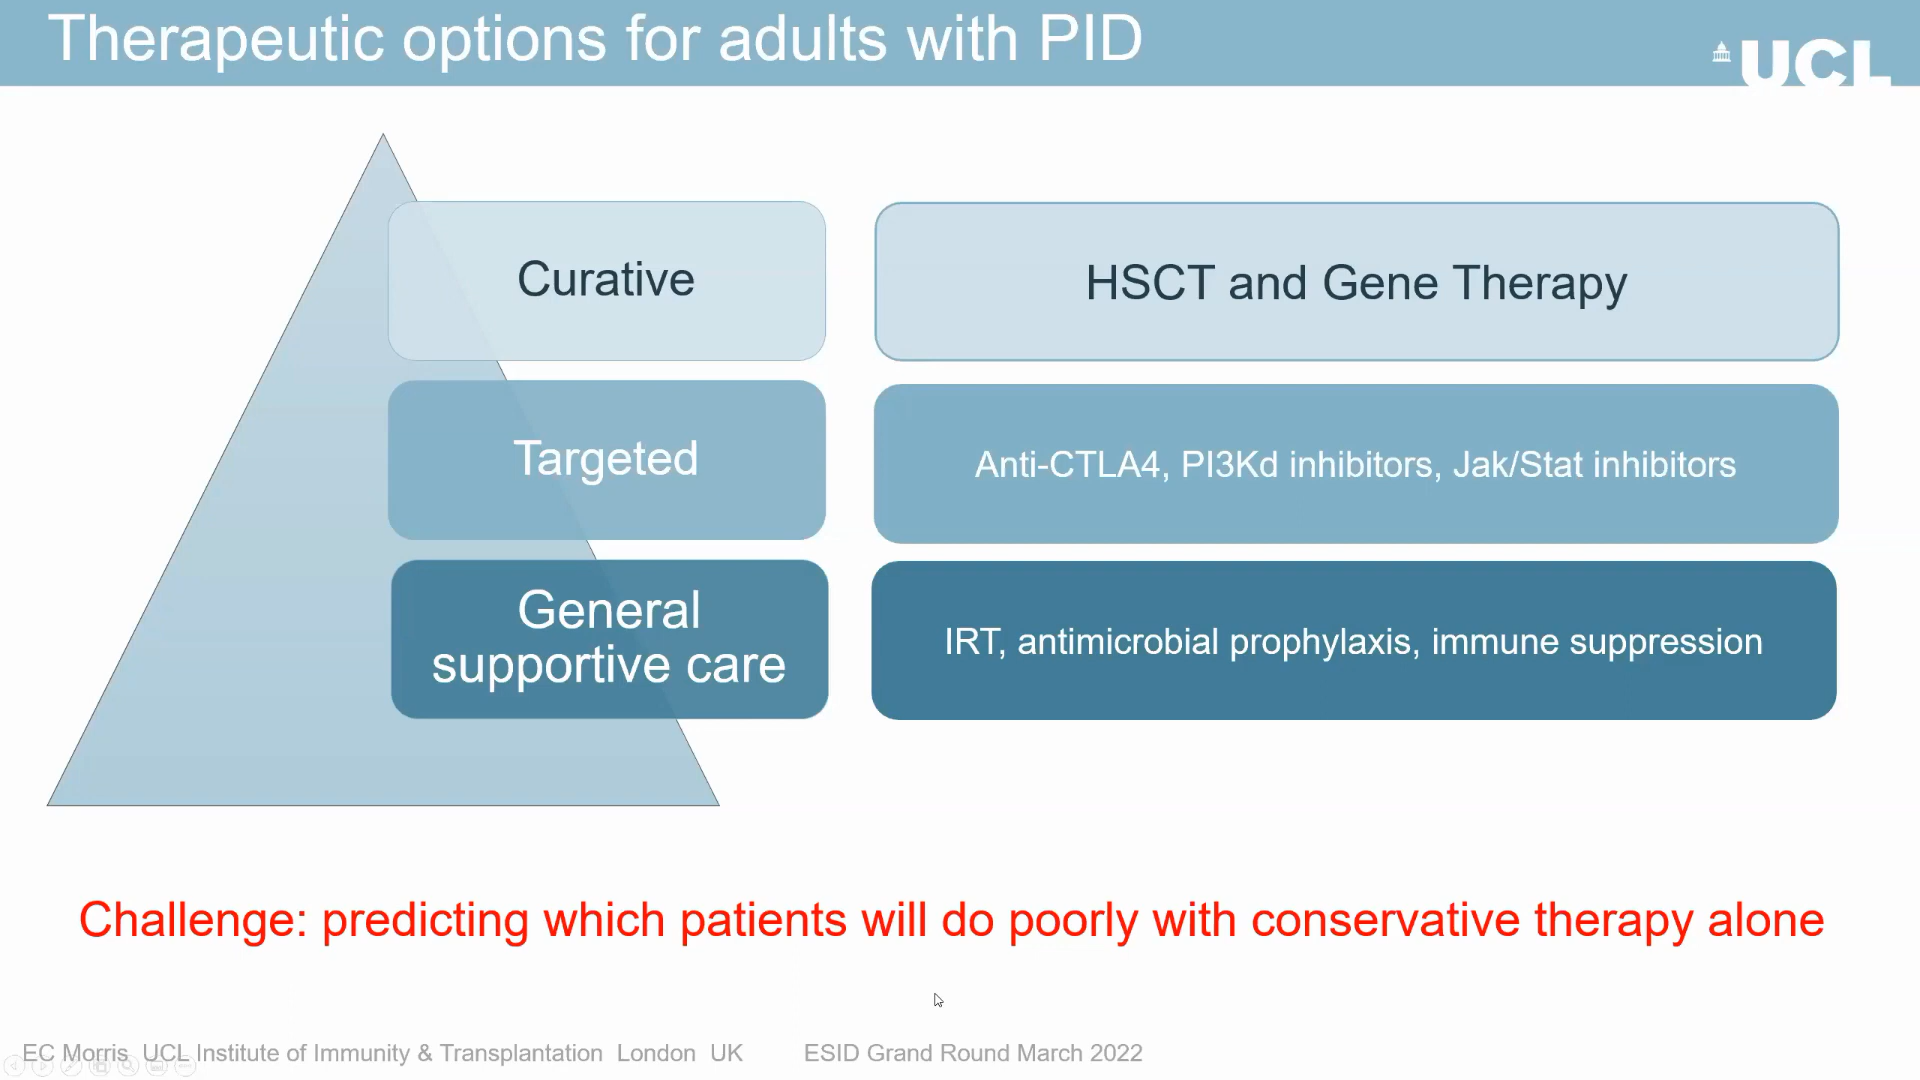 Therapeutic options for adults with PID
UCL
Curative
HSCT and Gene Therapy
Targeted
Anti-CTLA4, PI3Kd inhibitors, Jak/Stat inhibitors
General
supportive care
IRT, antimicrobial prophylaxis, immune suppression
Challenge: predicting which patients will do poorly with conservative therapy alone
EC Morris UCL Institute of Immunity & Transplantation London UK ESID Grand Round March 2022